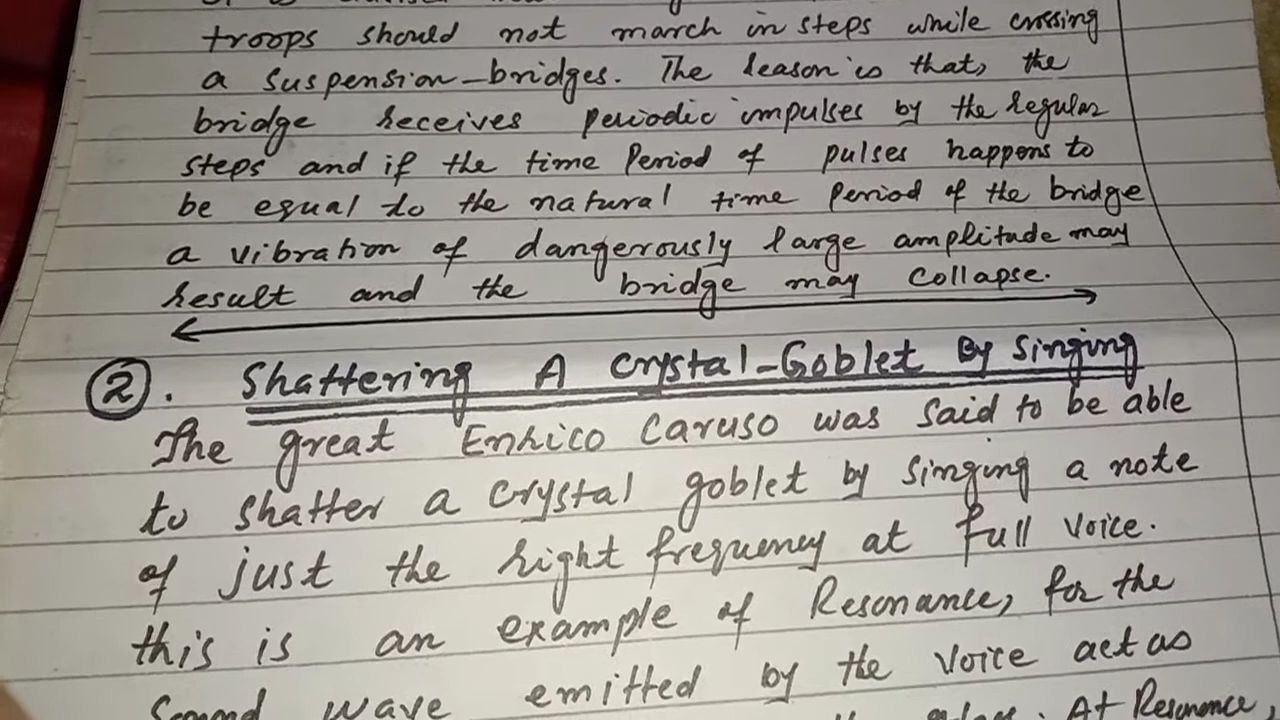 troops should not march in steps while crossing
a suspension-bridges. The reason is that, the
bridge receives periodic impulses by the regular
steps and if the time Period of pulses happens to
be equal to the natural time Period of the bridge
a vibration of dangerously large amplitude may
result and the bridge may collapse.
2. Shattering A Crystal-Goblet By Singing
The great Enrico Caruso was said to be able
to shatter a crystal goblet by singing a note
of just the right frequency at full voice.
this is an example of Resonance, for the
Sound wave emitted by the voice act as
At Resonance,